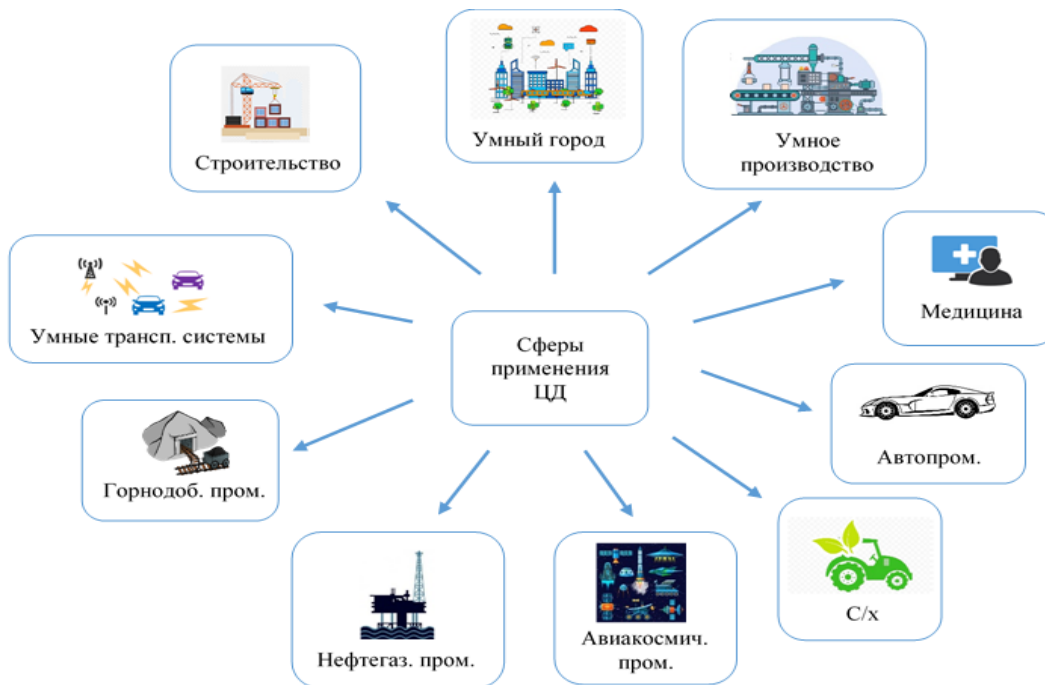 Строительство
Умный город
Умное
производство
Умные трансп. системы
Сферы
применения
ЦД
Медицина
Горнодоб. пром.
Автопром.
Нефтегаз. пром.
Авиакосмич.
пром.
С/х